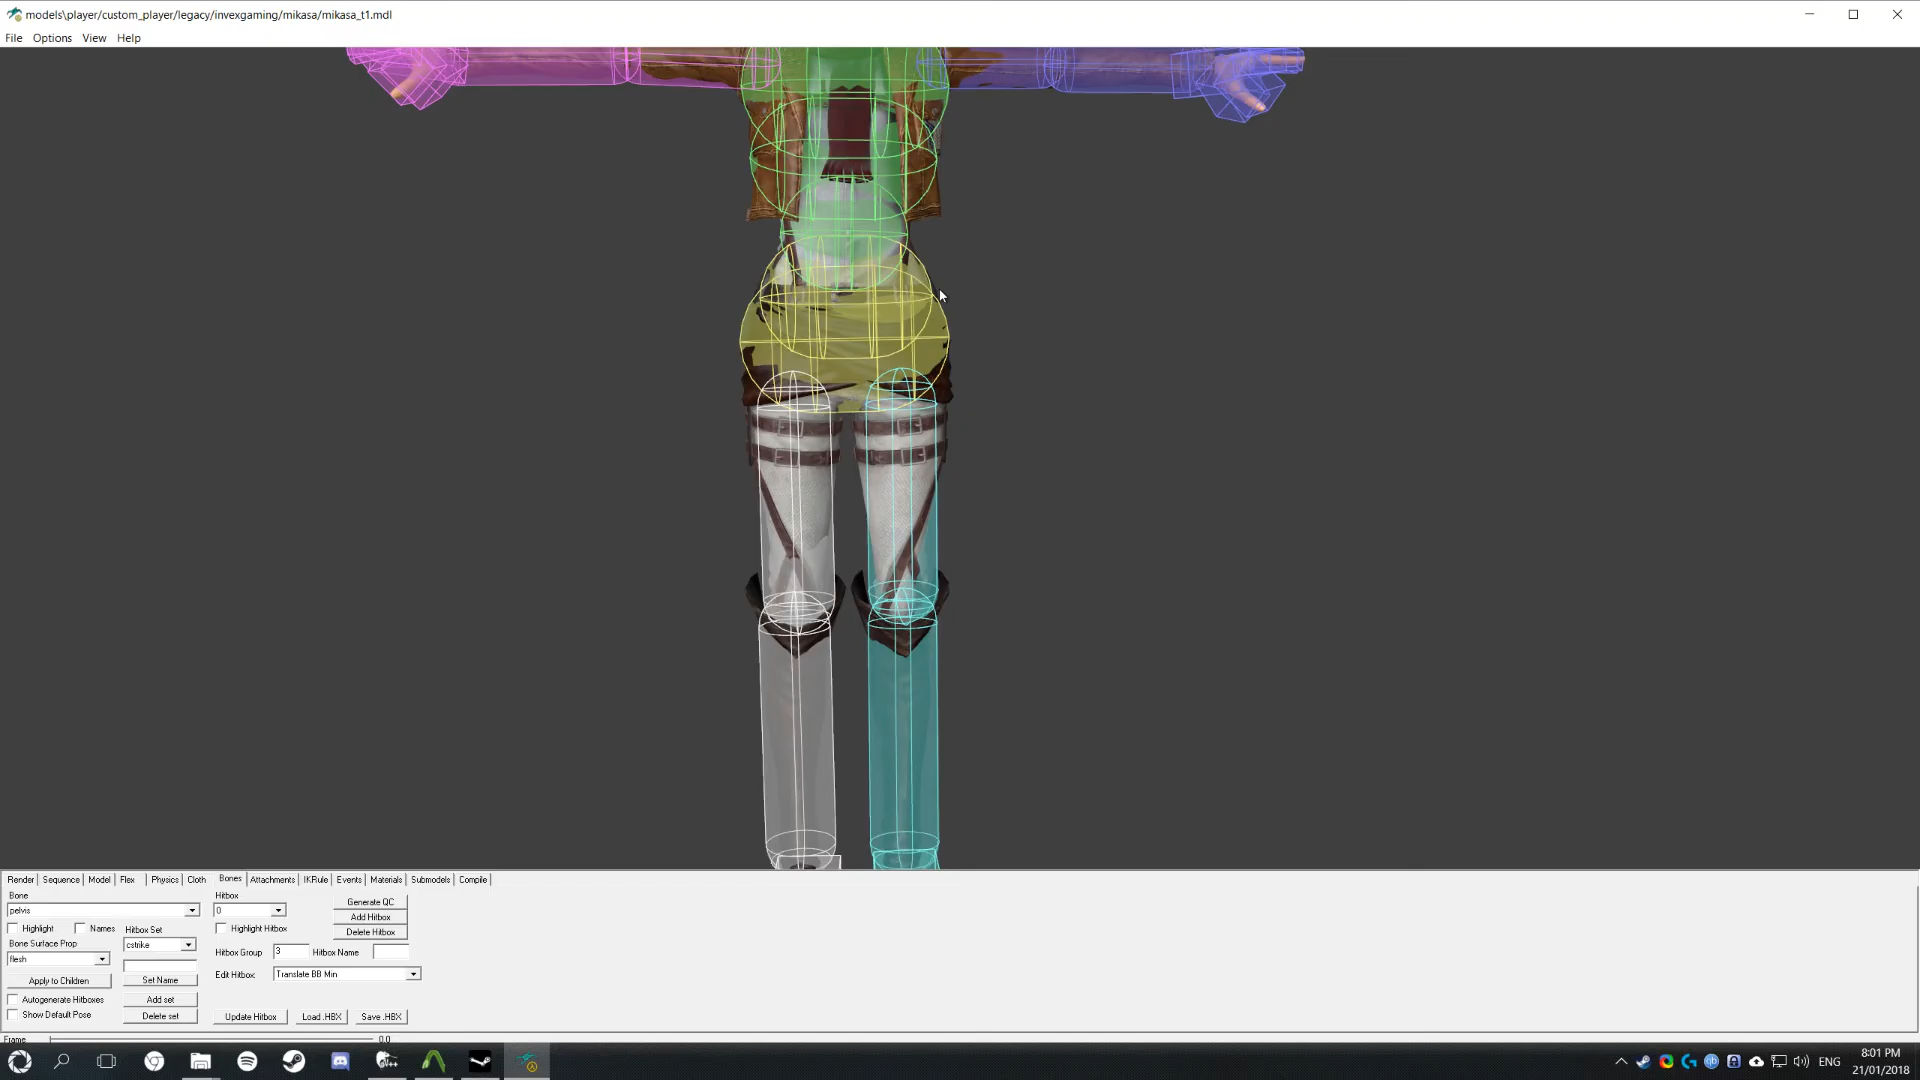 models\player/custom_player/legacy/invexgaming/mikasa/mikasa_t1.mdl
File Options View Help
Render Sequence Model Flex Physics Cloth Bones Attachments IKRule Events Materials Submodels Compile
Bone Hitbox
pelvis 0 Generate QC
Add Hitbox
Highlight Names Hitbox Set Highlight Hitbox Delete Hitbox
Bone Surface Prop cstrike
Hitbox Group 3 Hitbox Name
flesh
Edit Hitbox: Translate BB Min
Apply to Children Set Name
Autogenerate Hitboxes Add set
Show Default Pose Delete set Update Hitbox Load .HBX Save .HBX
Frame 0.0
ENG 8:01 PM
21/01/2018